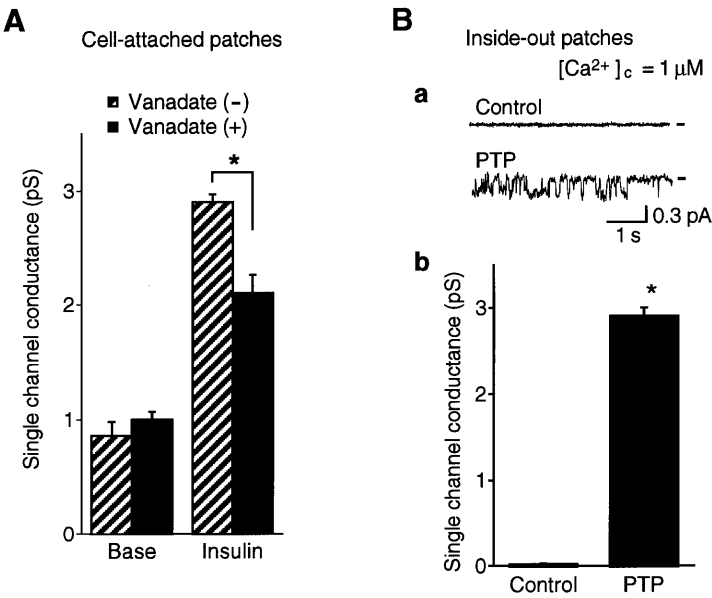 A
Cell-attached patches
Vanadate (−)
Vanadate (+)
Single channel conductance (pS)
3
2
1
0
*
Base
Insulin
B
Inside-out patches
[Ca²⁺]c = 1 μM
a
Control
PTP
0.3 pA
1 s
b
Single channel conductance (pS)
3
2
1
0
*
Control
PTP